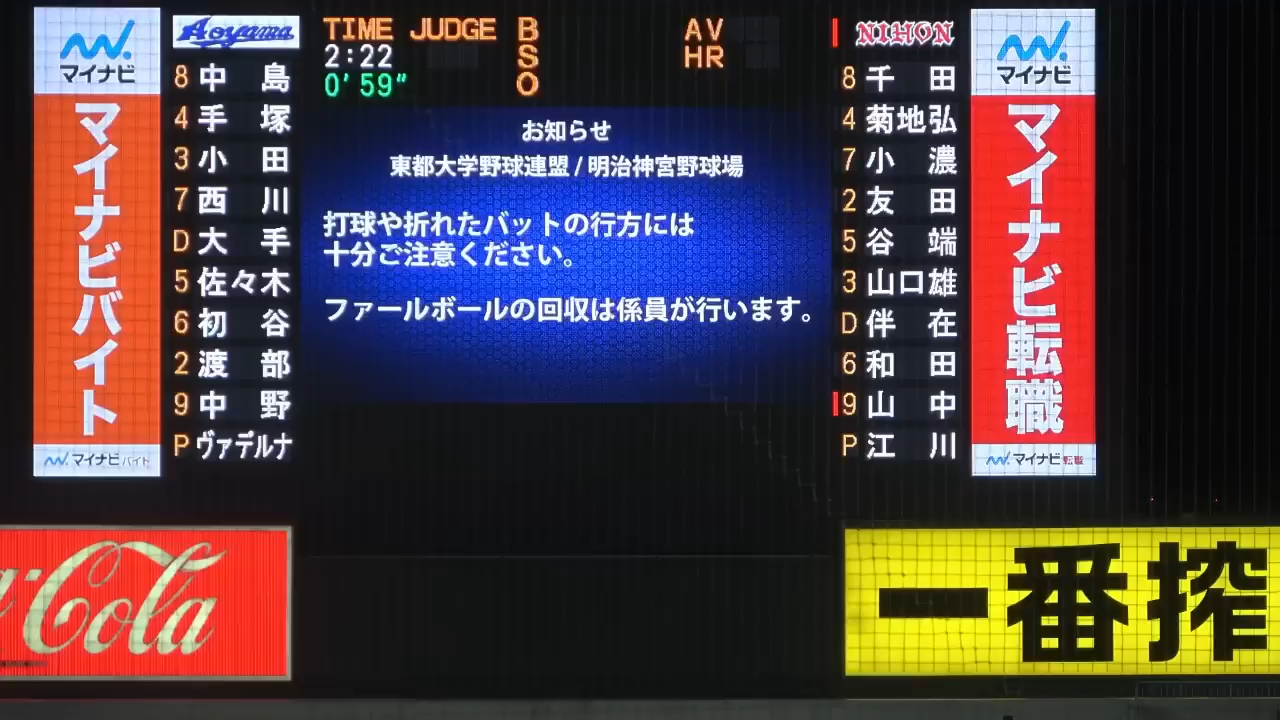 マイナビ
マイナビバイト
マイナビバイト
Aoyama
8 中島
4 手塚
3 小田
7 西川
D 大手
5 佐々木
6 初谷
2 渡部
9 中野
P ヴァデルナ
TIME JUDGE B
2:22 S
0'59" O
AV
HR
お知らせ
東都大学野球連盟 / 明治神宮野球場
打球や折れたバットの行方には
十分ご注意ください。
ファールボールの回収は係員が行います。
NIHON
8 千田
4 菊地弘
7 小濃
2 友田
5 谷端
3 山口雄
D 伴在
6 和田
9 山中
P 江川
マイナビ
マイナビ転職
マイナビ転職
Cola
一番搾